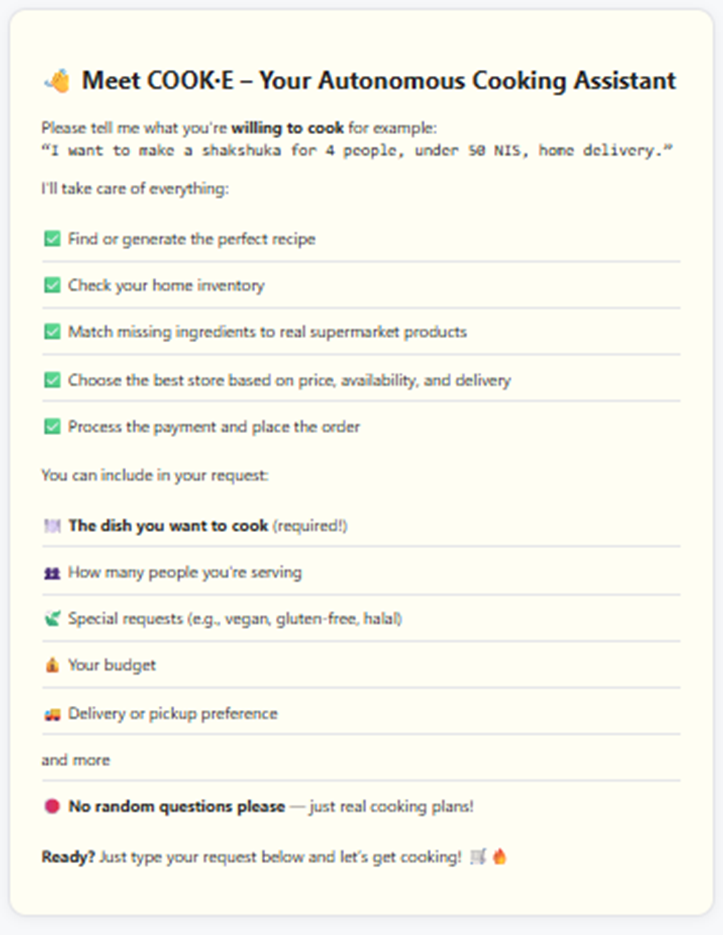 Meet COOK·E – Your Autonomous Cooking Assistant
Please tell me what you're willing to cook for example:
“I want to make a shakshuka for 4 people, under 50 NIS, home delivery.”
I'll take care of everything:
Find or generate the perfect recipe
Check your home inventory
Match missing ingredients to real supermarket products
Choose the best store based on price, availability, and delivery
Process the payment and place the order
You can include in your request:
The dish you want to cook (required!)
How many people you're serving
Special requests (e.g., vegan, gluten-free, halal)
Your budget
Delivery or pickup preference
and more
No random questions please — just real cooking plans!
Ready? Just type your request below and let's get cooking!